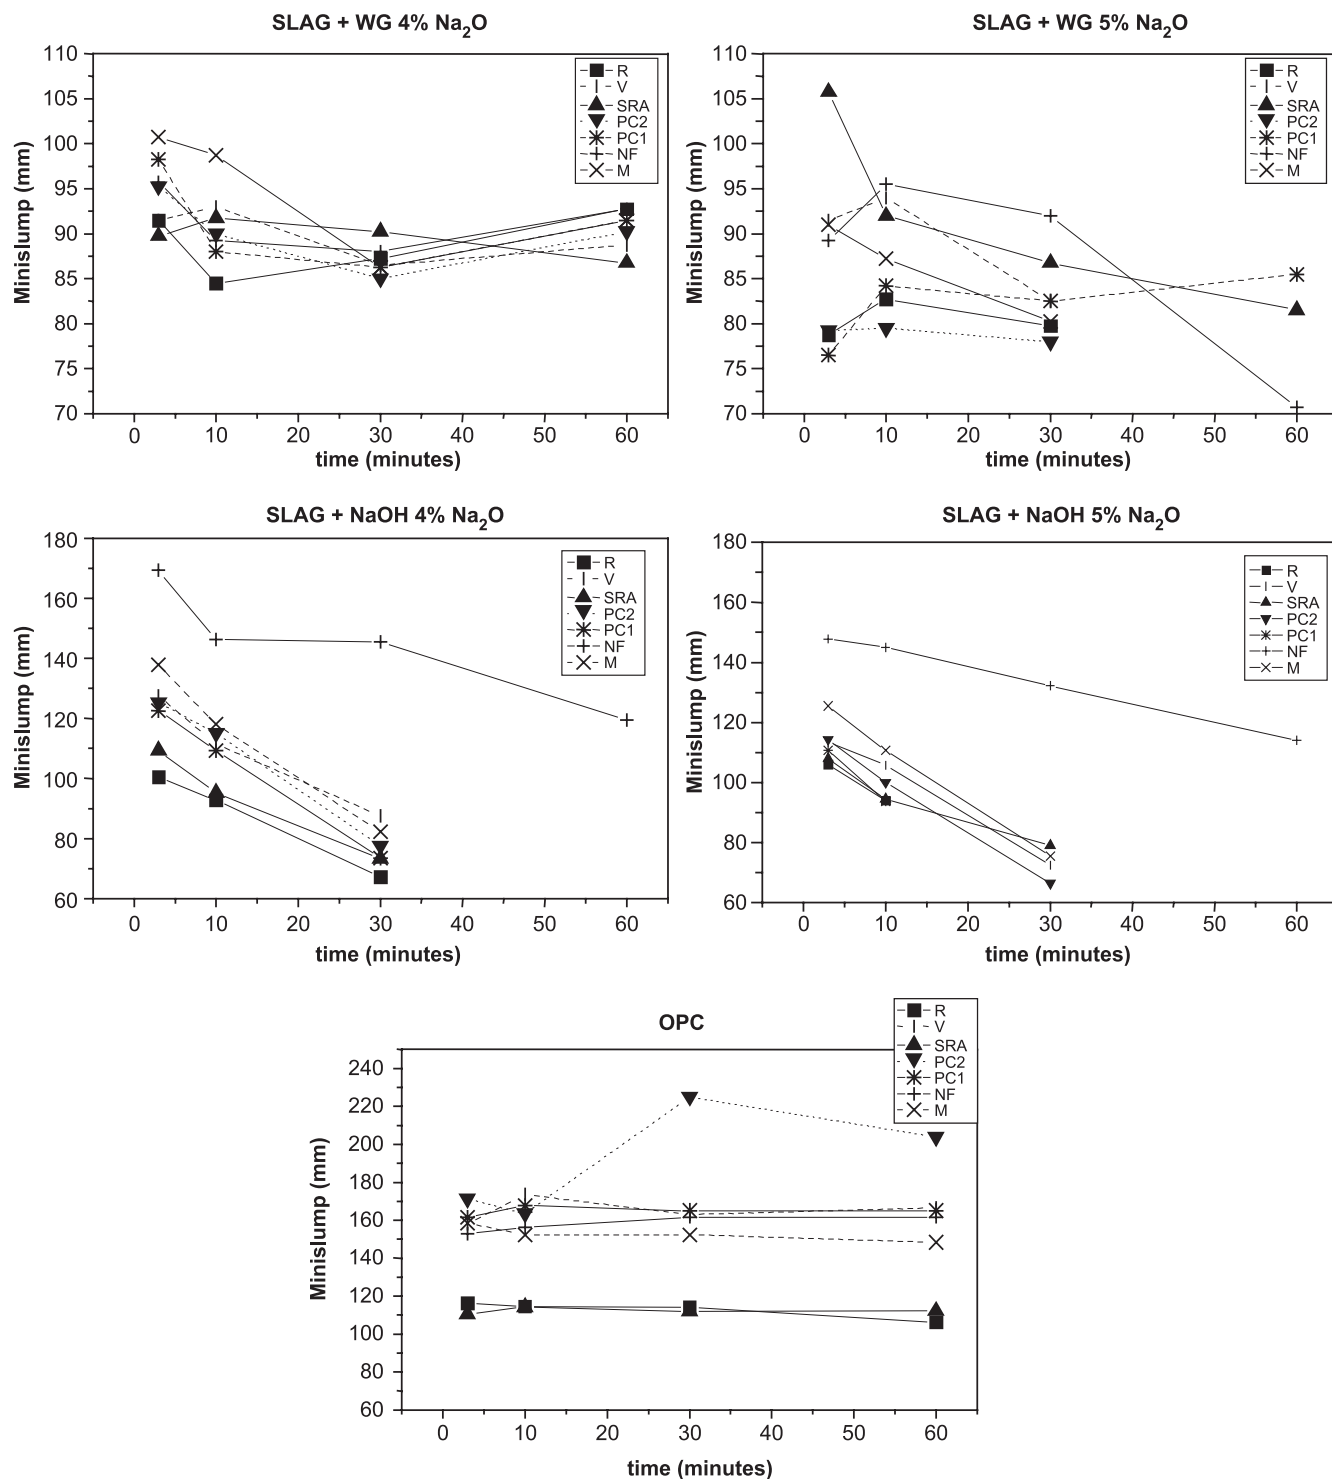 SLAG + WG 4% Na2O
110
105
100
95
90
85
80
75
70
Minislump (mm)
0 10 20 30 40 50 60
time (minutes)
R
V
SRA
PC2
PC1
NF
M
SLAG + WG 5% Na2O
110
105
100
95
90
85
80
75
70
Minislump (mm)
0 10 20 30 40 50 60
time (minutes)
R
V
SRA
PC2
PC1
NF
M
SLAG + NaOH 4% Na2O
180
160
140
120
100
80
60
Minislump (mm)
0 10 20 30 40 50 60
time (minutes)
R
V
SRA
PC2
PC1
NF
M
SLAG + NaOH 5% Na2O
180
160
140
120
100
80
60
Minislump (mm)
0 10 20 30 40 50 60
time (minutes)
R
V
SRA
PC2
PC1
NF
M
OPC
240
220
200
180
160
140
120
100
80
60
Minislump (mm)
0 10 20 30 40 50 60
time (minutes)
R
V
SRA
PC2
PC1
NF
M